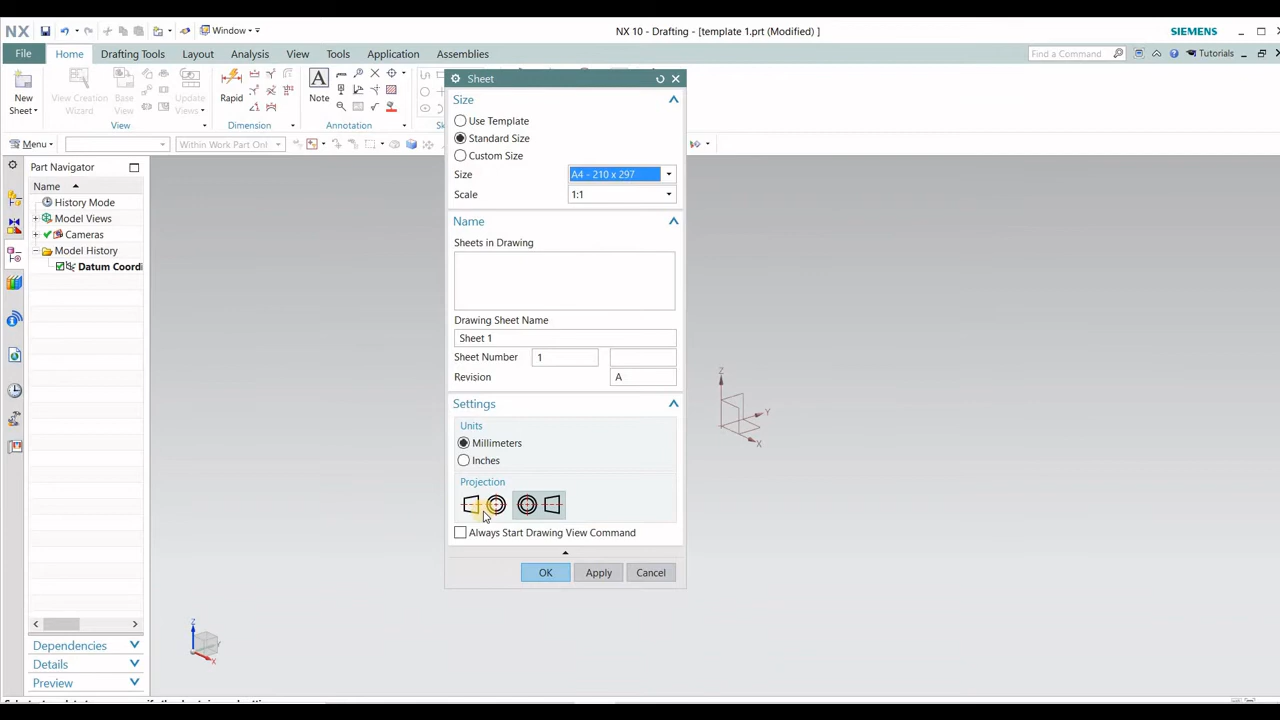 NX
Window
NX 10 - Drafting - [template 1.prt (Modified) ]
SIEMENS
File
Home
Drafting Tools
Layout
Analysis
View
Tools
Application
Assemblies
Find a Command
Tutorials
New
Sheet
View Creation
Wizard
Base
View
Update
Views
View
Rapid
Dimension
Note
Annotation
Menu
Within Work Part Only
Part Navigator
Name
History Mode
Model Views
Cameras
Model History
Datum Coordi
Dependencies
Details
Preview
Sheet
Size
Use Template
Standard Size
Custom Size
Size
A4 - 210 x 297
Scale
1:1
Name
Sheets in Drawing
Drawing Sheet Name
Sheet 1
Sheet Number
1
Revision
A
Settings
Units
Millimeters
Inches
Projection
Always Start Drawing View Command
OK
Apply
Cancel
Z
Y
X
Z
Y
X